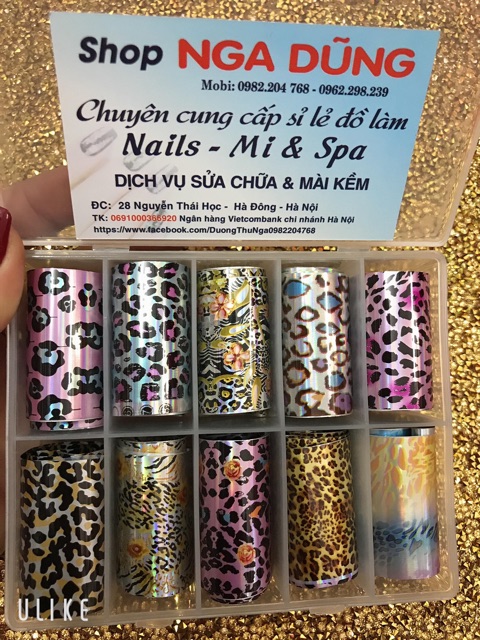 Shop NGA DŨNG
Mobi: 0982.204 768 - 0962.298.239
Chuyên cung cấp sỉ lẻ đồ làm
Nails - Mi & Spa
DỊCH VỤ SỬA CHỮA & MÀI KỀM
ĐC: 28 Nguyễn Thái Học - Hà Đông - Hà Nội
TK: 0691000365920 Ngân hàng Vietcombank chi nhánh Hà Nội
https://www.facebook.com/DuongThuNga0982204768
ULIKE